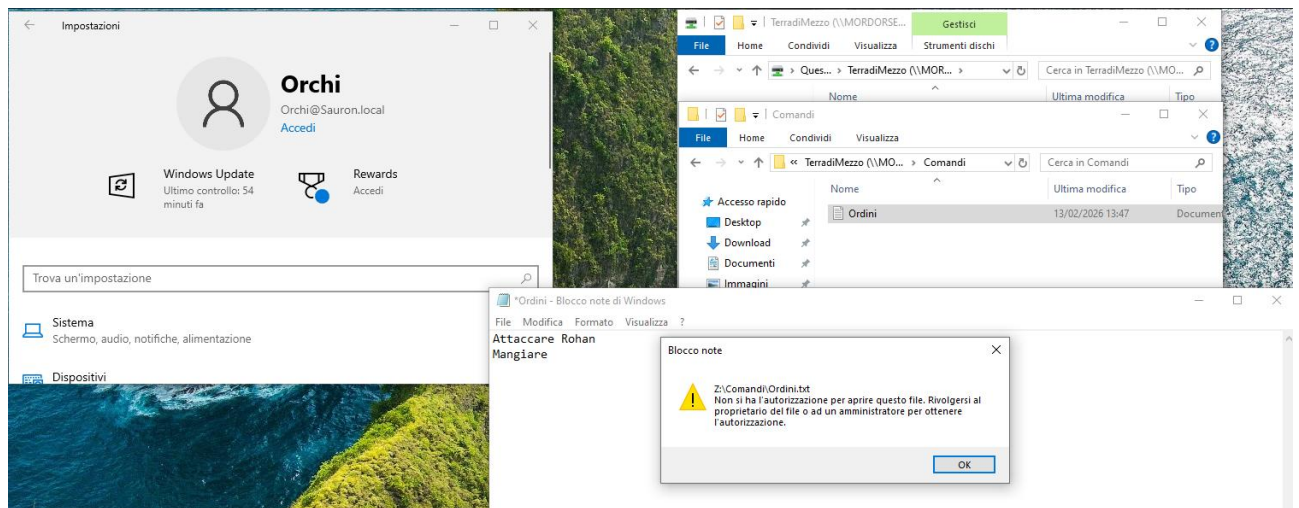 Impostazioni
Orchi
Orchi@Sauron.local
Accedi
Windows Update
Ultimo controllo: 54
minuti fa
Rewards
Accedi
Trova un'impostazione
Sistema
Schermo, audio, notifiche, alimentazione
Dispositivi
TerradiMezzo (\\MORDORSE...
Gestisci
File Home Condividi Visualizza Strumenti dischi
Ques... TerradiMezzo (\\MOR...
Cerca in TerradiMezzo (\\MO...
Nome Ultima modifica Tipo
Comandi
File Home Condividi Visualizza
« TerradiMezzo (\\MO... Comandi
Cerca in Comandi
Nome Ultima modifica Tipo
Accesso rapido
Desktop
Download
Documenti
Immagini
Ordini 13/02/2026 13:47 Documen
*Ordini - Blocco note di Windows
File Modifica Formato Visualizza ?
Attaccare Rohan
Mangiare
Blocco note
Z:\Comandi\Ordini.txt
Non si ha l'autorizzazione per aprire questo file. Rivolgersi al
proprietario del file o ad un amministratore per ottenere
l'autorizzazione.
OK